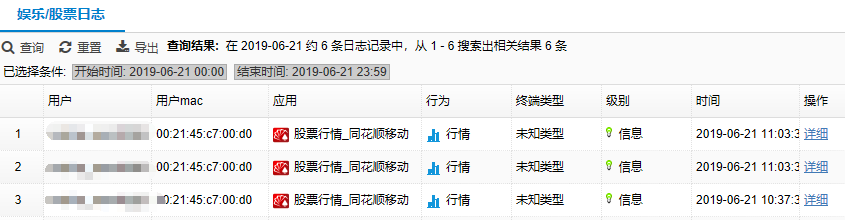 娱乐/股票日志
查询 重置 导出 查询结果: 在 2019-06-21 约 6 条日志记录中，从 1 - 6 搜索出相关结果 6 条
已选择条件: 开始时间: 2019-06-21 00:00 结束时间: 2019-06-21 23:59
用户 用户mac 应用 行为 终端类型 级别 时间 操作
1 00:21:45:c7:00:d0 股票行情_同花顺移动 行情 未知类型 信息 2019-06-21 11:03:3 详细
2 00:21:45:c7:00:d0 股票行情_同花顺移动 行情 未知类型 信息 2019-06-21 11:03:3 详细
3 0:21:45:c7:00:d0 股票行情_同花顺移动 行情 未知类型 信息 2019-06-21 10:37:3 详细